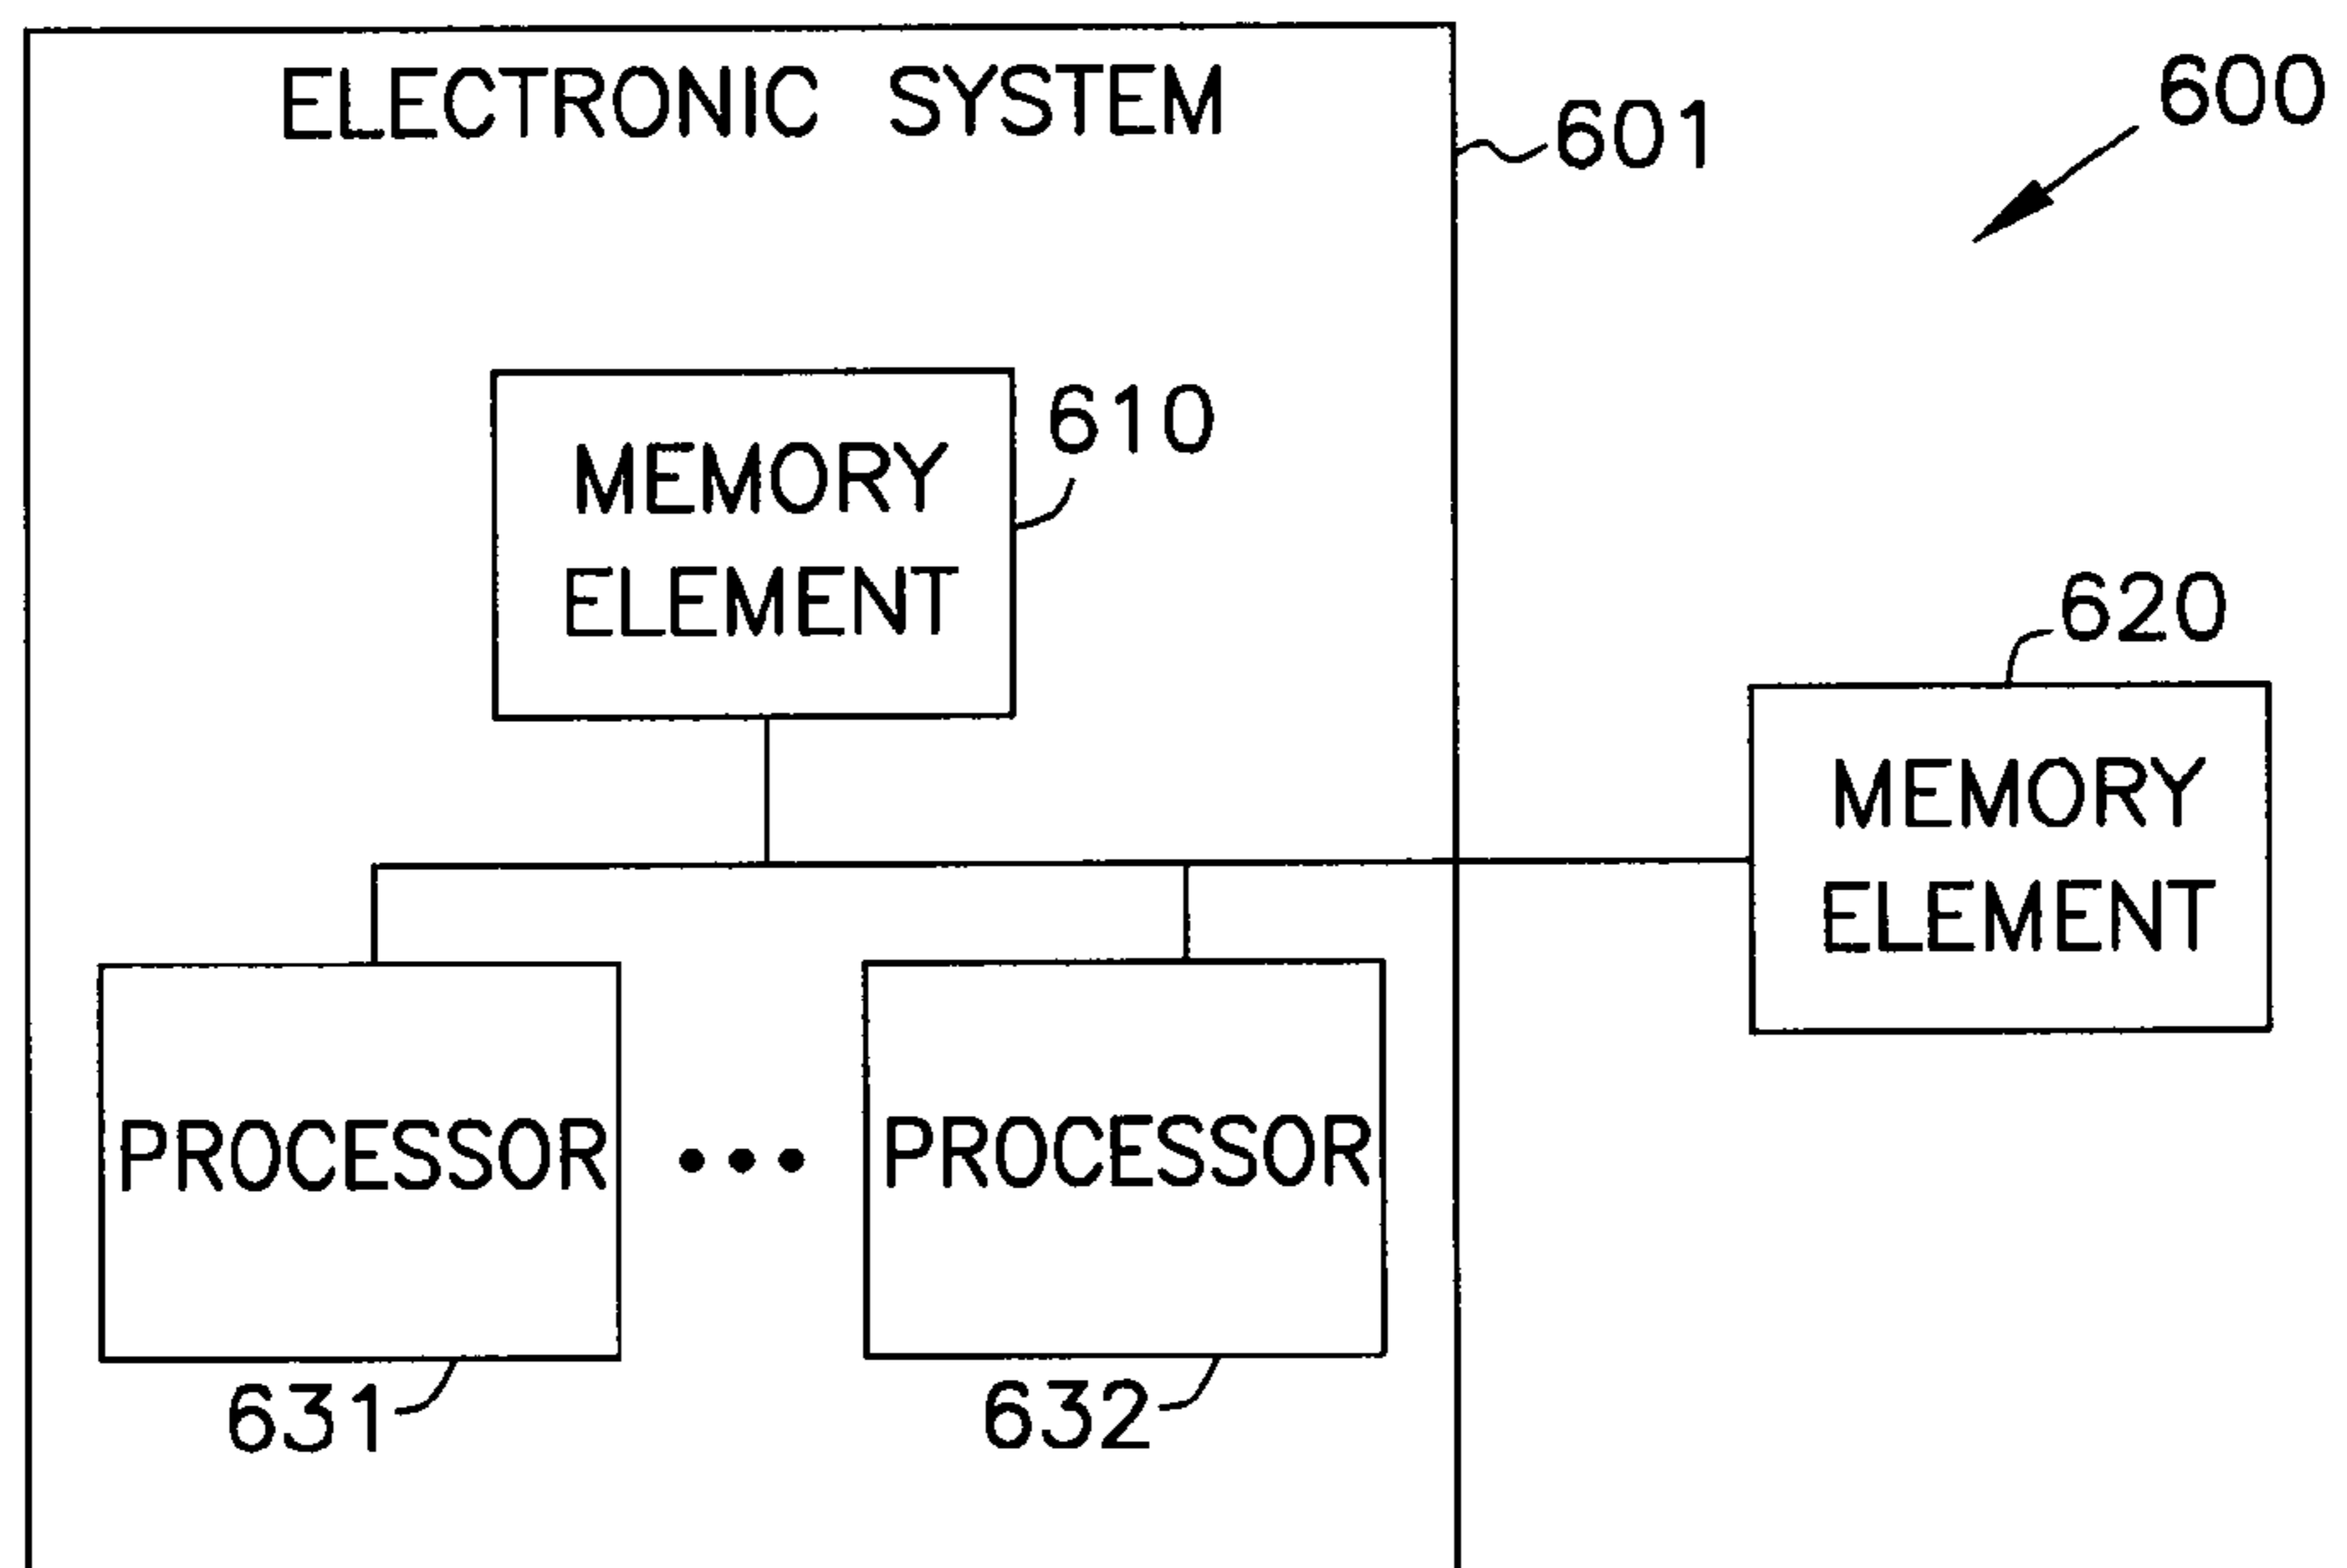 ELECTRONIC SYSTEM
601
600
MEMORY
ELEMENT
610
620
MEMORY
ELEMENT
PROCESSOR
•••
PROCESSOR
631
632